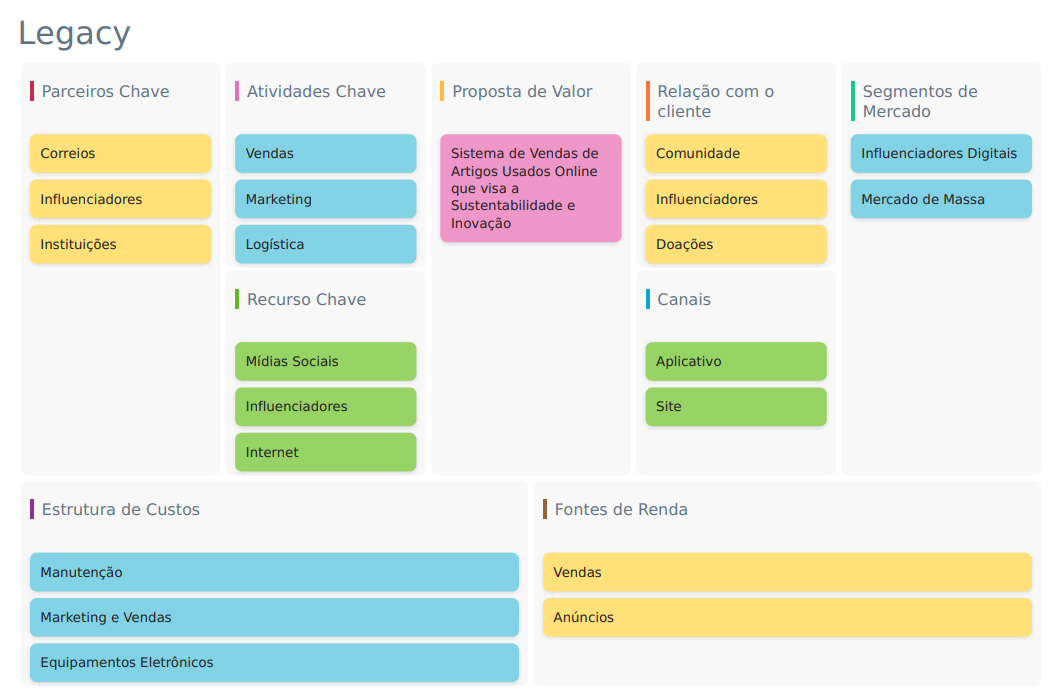 Legacy
Parceiros Chave
Correios
Influenciadores
Instituições
Atividades Chave
Vendas
Marketing
Logística
Recurso Chave
Mídias Sociais
Influenciadores
Internet
Proposta de Valor
Sistema de Vendas de
Artigos Usados Online
que visa a
Sustentabilidade e
Inovação
Relação com o
cliente
Comunidade
Influenciadores
Doações
Canais
Aplicativo
Site
Segmentos de
Mercado
Influenciadores Digitais
Mercado de Massa
Estrutura de Custos
Manutenção
Marketing e Vendas
Equipamentos Eletrônicos
Fontes de Renda
Vendas
Anúncios